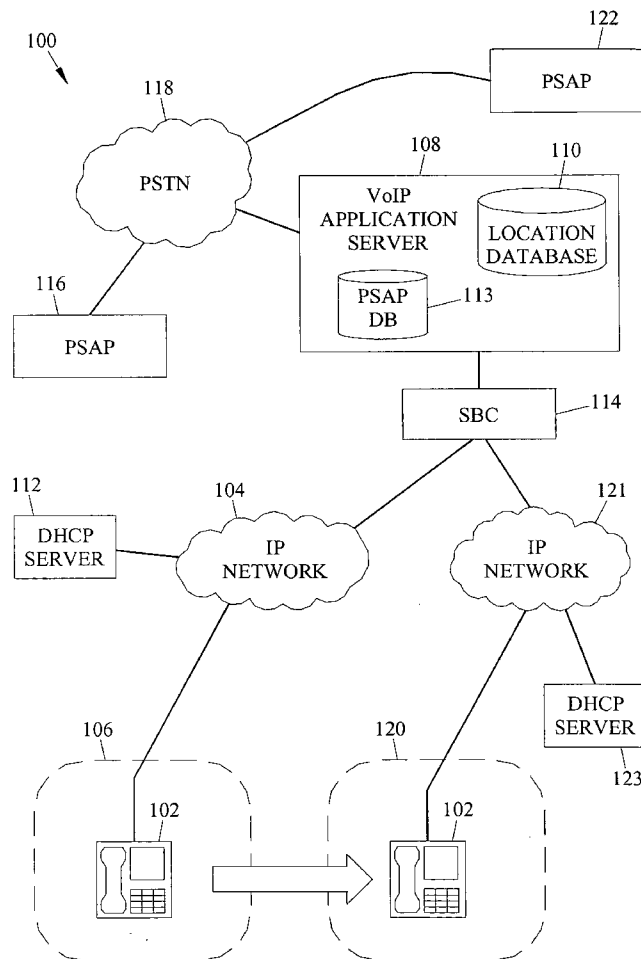 100
122
PSAP
118
PSTN
108
110
VoIP
APPLICATION
SERVER
LOCATION
DATABASE
PSAP
DB
113
116
PSAP
SBC
114
112
DHCP
SERVER
104
IP
NETWORK
121
IP
NETWORK
DHCP
SERVER
123
106
102
120
102